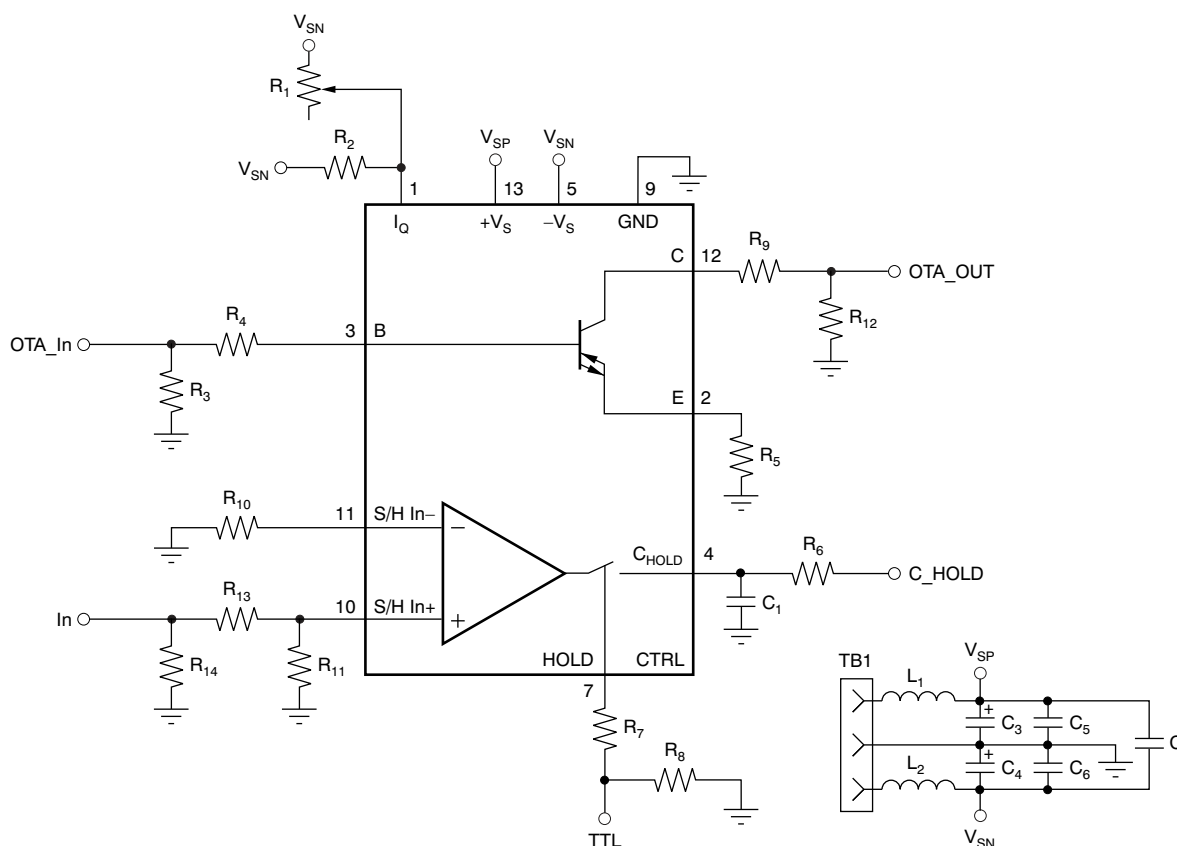 V_SN
R_1
R_2
V_SN
V_SP
V_SN
1
13
5
9
I_Q
+V_S
−V_S
GND
C
12
R_9
OTA_OUT
R_12
OTA_In
R_4
3
B
R_3
E
2
R_5
R_10
11
S/H In−
−
C_HOLD
4
R_6
C_HOLD
C_1
In
R_13
10
S/H In+
+
R_14
R_11
HOLD
CTRL
7
R_7
R_8
TTL
TB1
V_SP
L_1
+
C_3
C_5
C
+
C_4
C_6
L_2
V_SN